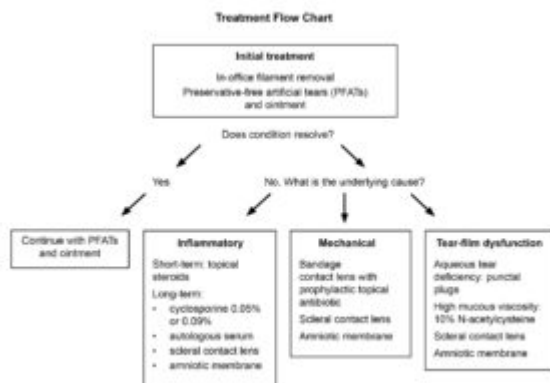 Treatment Flow Chart
Initial treatment
In-office filament removal
Preservative-free artificial tears (PFATs)
and ointment
Does condition resolve?
Yes
No. What is the underlying cause?
Continue with PFATs
and ointment
Inflammatory
Short-term: topical
steroids
Long-term:
• cyclosporine 0.05%
or 0.09%
• autologous serum
• scleral contact lens
• amniotic membrane
Mechanical
Bandage
contact lens with
prophylactic topical
antibiotic
Scleral contact lens
Amniotic membrane
Tear-film dysfunction
Aqueous tear
deficiency: punctal
plugs
High mucous viscosity:
10% N-acetylcysteine
Scleral contact lens
Amniotic membrane